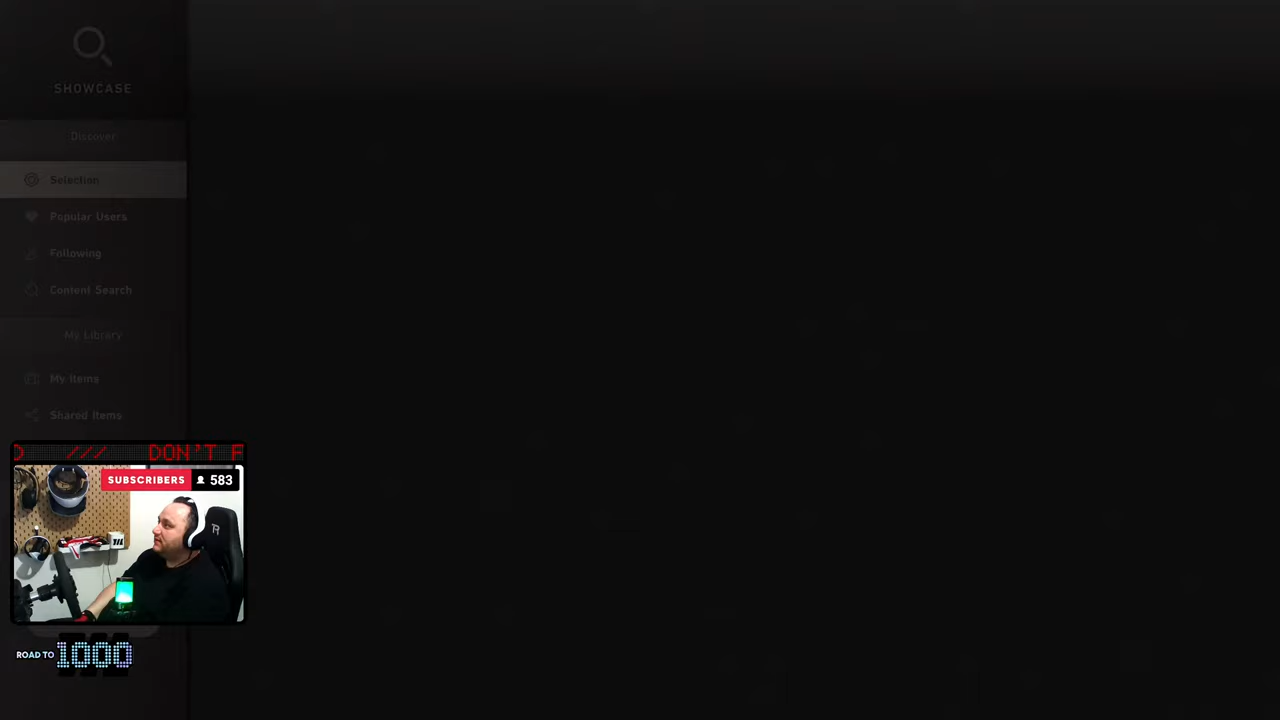 SHOWCASE
Discover
Selection
Popular Users
Following
Content Search
My Library
My Items
Shared Items
D /// DON'T F
SUBSCRIBERS 583
ROAD TO 1000